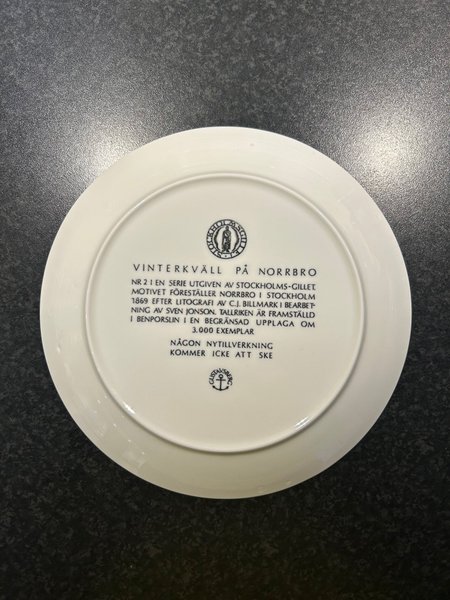 STOCKHOLMSGILLET
VINTERKVÄLL PÅ NORRBRO
NR 2 I EN SERIE UTGIVEN AV STOCKHOLMS-GILLET
MOTIVET FÖRESTÄLLER NORRBRO I STOCKHOLM
1869 EFTER LITOGRAFI AV C.J. BILLMARK I BEARBET-
NING AV SVEN JONSON. TALLRIKEN ÄR FRAMSTÄLLD
I BENPORSLIN I EN BEGRÄNSAD UPPLAGA OM
3.000 EXEMPLAR
NÅGON NYTILLVERKNING
KOMMER ICKE ATT SKE
GUSTAVSBERG